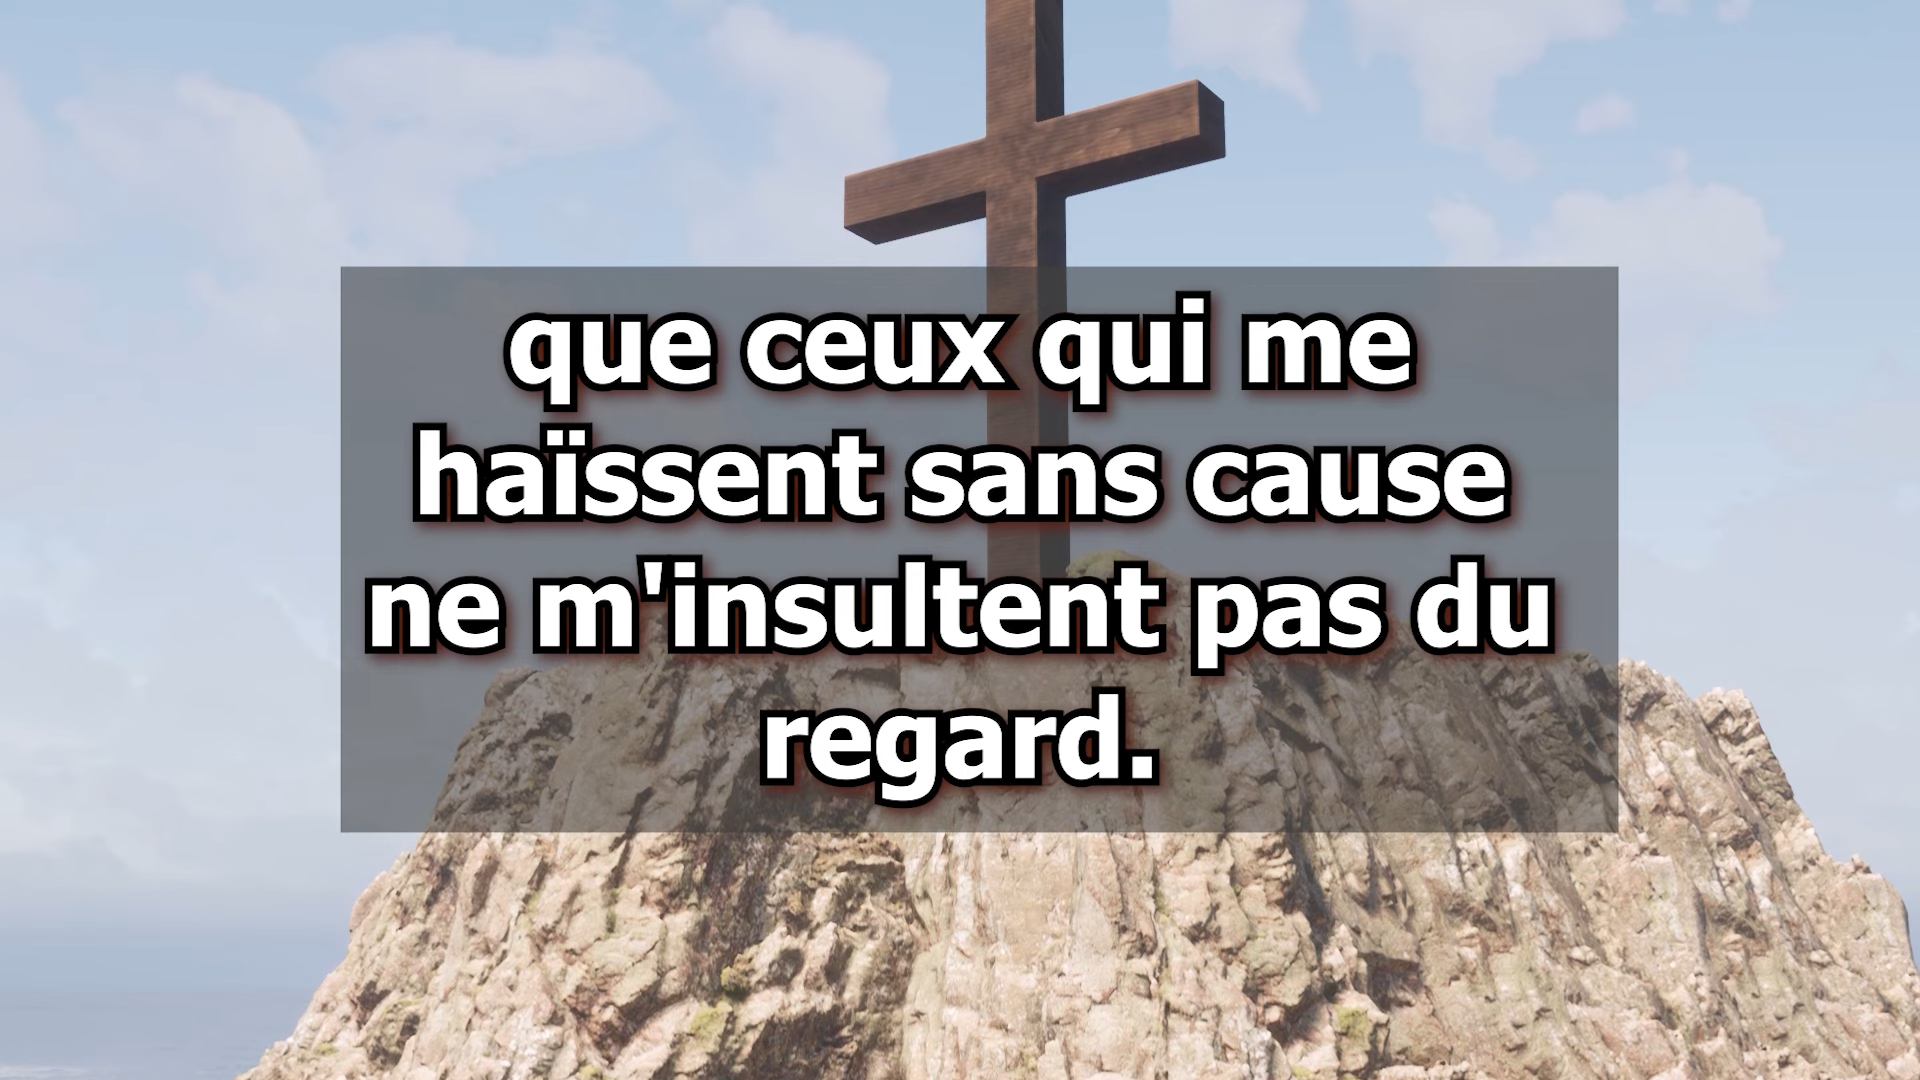 que ceux qui me
haïssent sans cause
ne m'insultent pas du
regard.